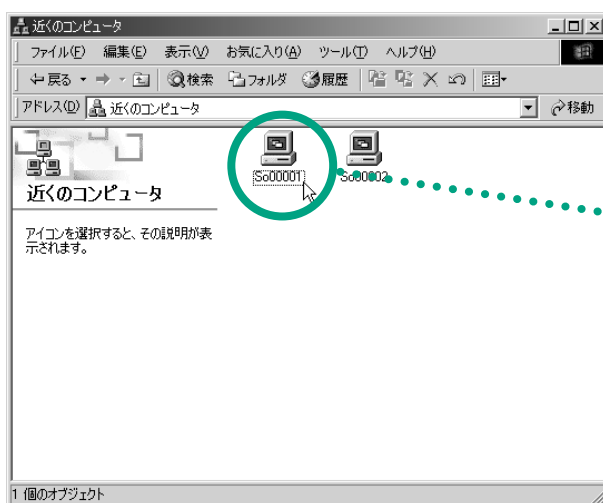 近くのコンピュータ
ファイル(F) 編集(E) 表示(V) お気に入り(A) ツール(T) ヘルプ(H)
戻る 検索 フォルダ 履歴
アドレス(D) 近くのコンピュータ 移動
So00001 So00002
近くのコンピュータ
アイコンを選択すると、その説明が表
示されます。
1 個のオブジェクト